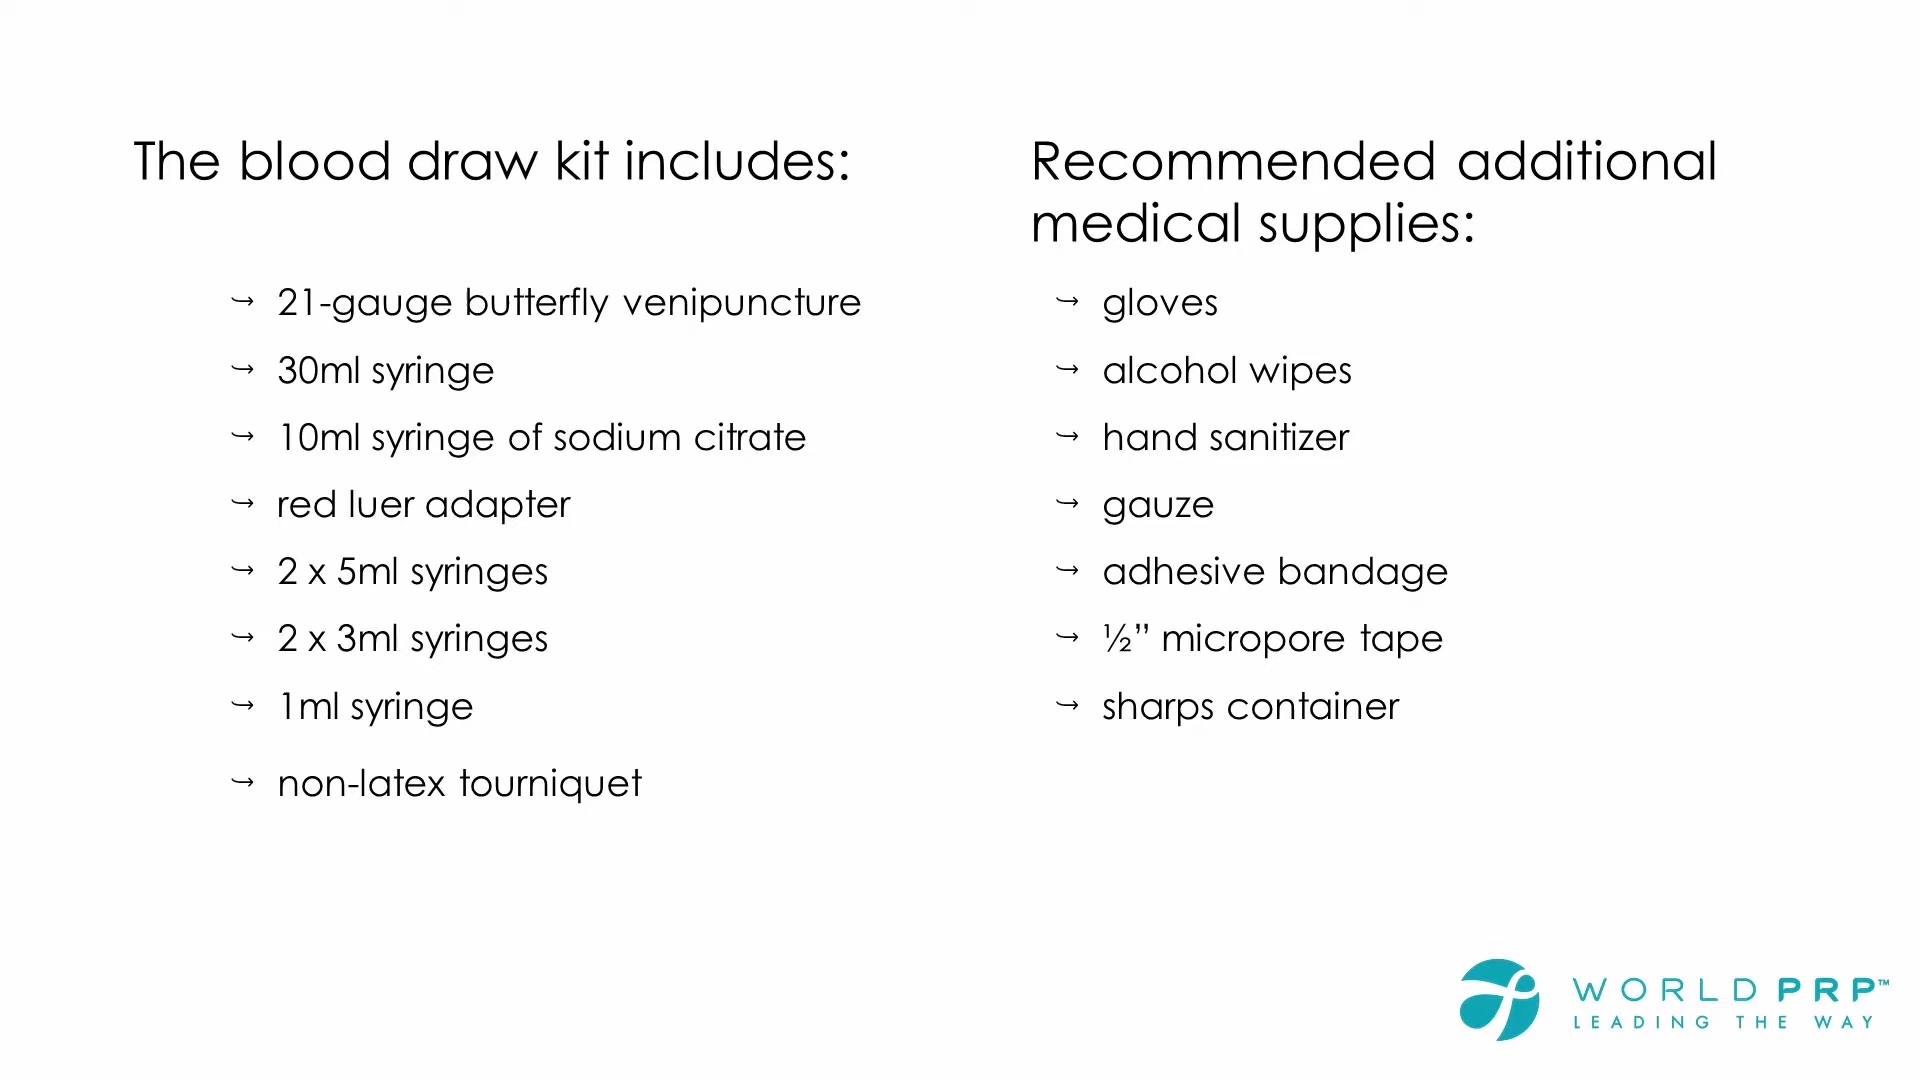 The blood draw kit includes:
21-gauge butterfly venipuncture
30ml syringe
10ml syringe of sodium citrate
red luer adapter
2 x 5ml syringes
2 x 3ml syringes
1ml syringe
non-latex tourniquet
Recommended additional
medical supplies:
gloves
alcohol wipes
hand sanitizer
gauze
adhesive bandage
½” micropore tape
sharps container
WORLD PRP™
LEADING THE WAY